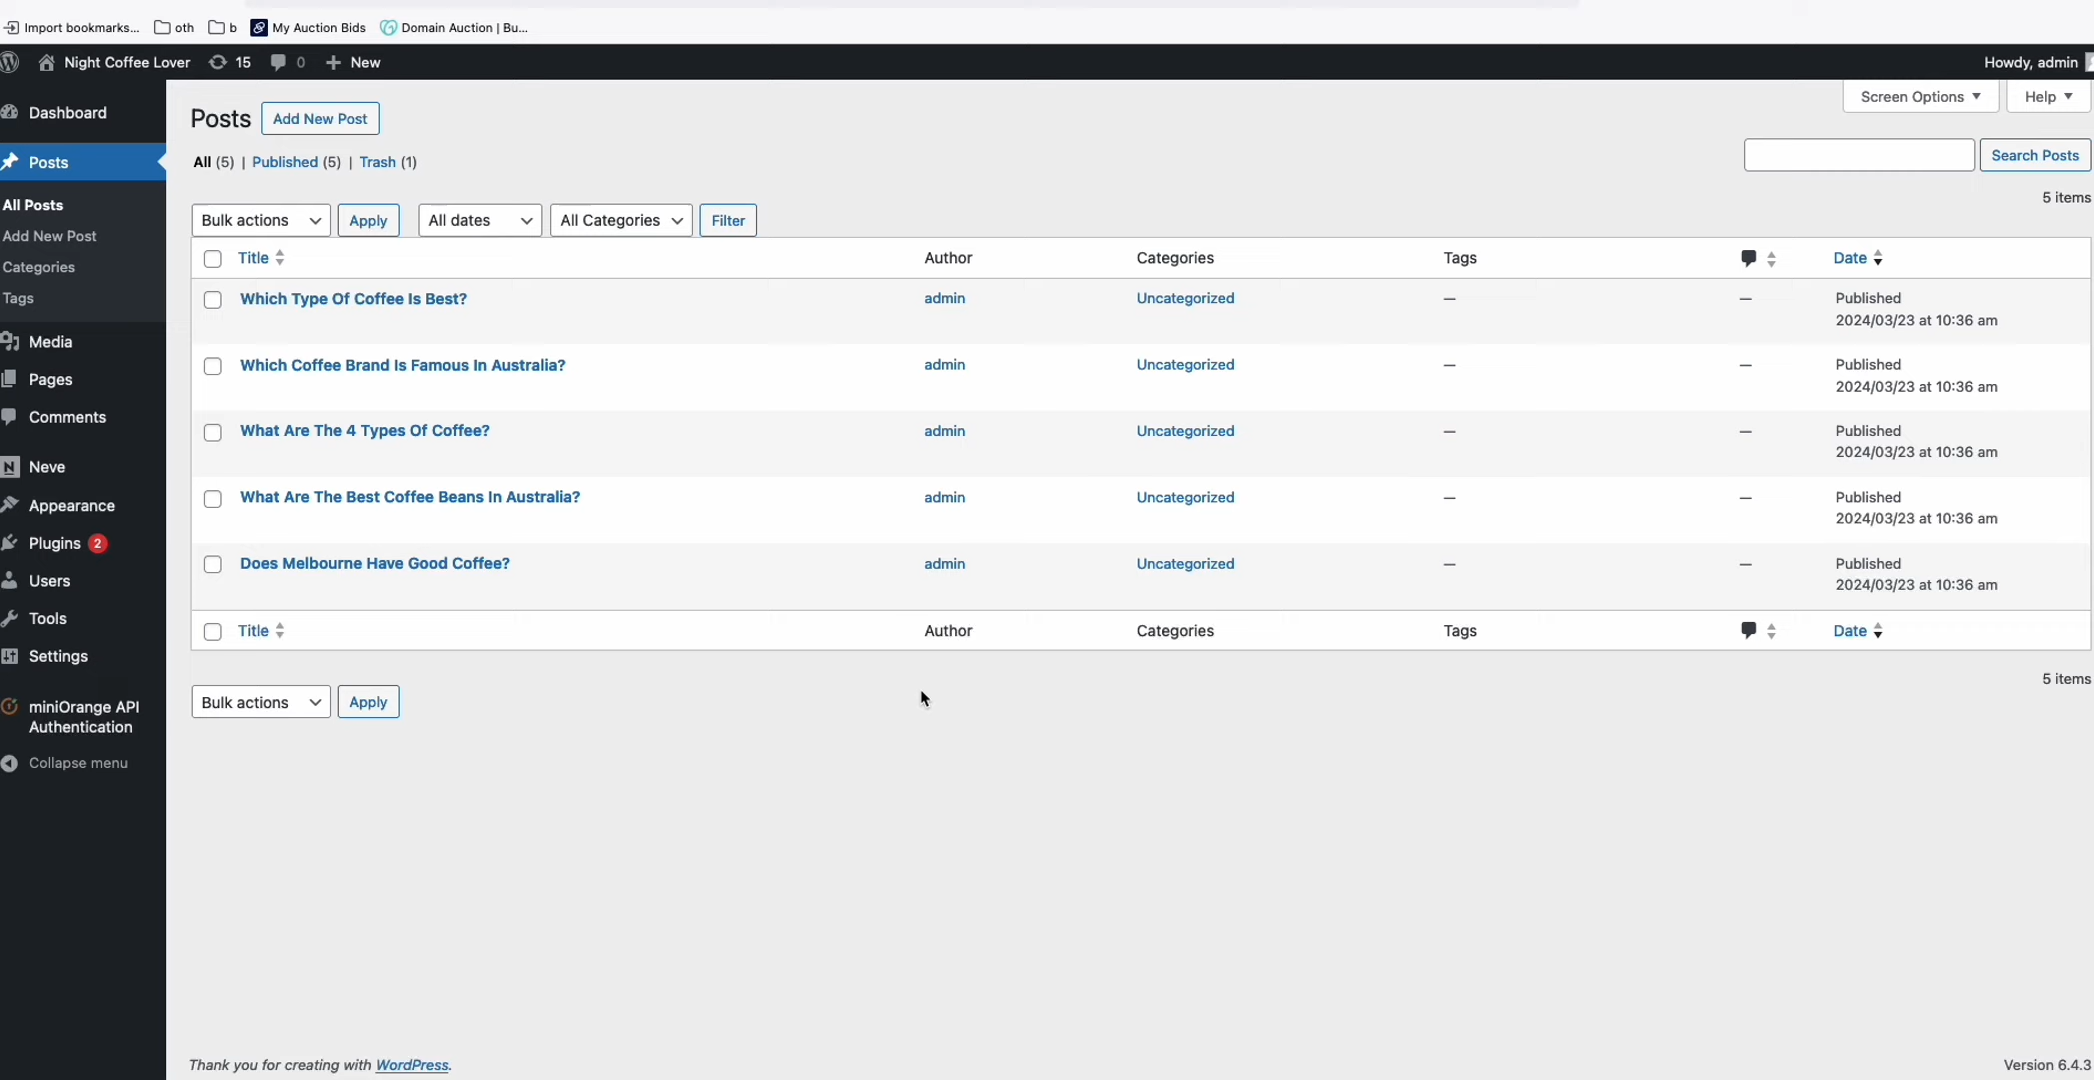 Import bookmarks... oth b My Auction Bids Domain Auction | Bu...
Night Coffee Lover 15 0 + New Howdy, admin
Dashboard
Posts
All Posts
Add New Post
Categories
Tags
Media
Pages
Comments
Neve
Appearance
Plugins 2
Users
Tools
Settings
miniOrange API
Authentication
Collapse menu
Screen Options Help
Posts Add New Post
All (5) | Published (5) | Trash (1)
Search Posts
5 items
Bulk actions Apply All dates All Categories Filter
Title Author Categories Tags Date
Which Type Of Coffee Is Best? admin Uncategorized — — Published
2024/03/23 at 10:36 am
Which Coffee Brand Is Famous In Australia? admin Uncategorized — — Published
2024/03/23 at 10:36 am
What Are The 4 Types Of Coffee? admin Uncategorized — — Published
2024/03/23 at 10:36 am
What Are The Best Coffee Beans In Australia? admin Uncategorized — — Published
2024/03/23 at 10:36 am
Does Melbourne Have Good Coffee? admin Uncategorized — — Published
2024/03/23 at 10:36 am
Title Author Categories Tags Date
5 items
Bulk actions Apply
Thank you for creating with WordPress. Version 6.4.3